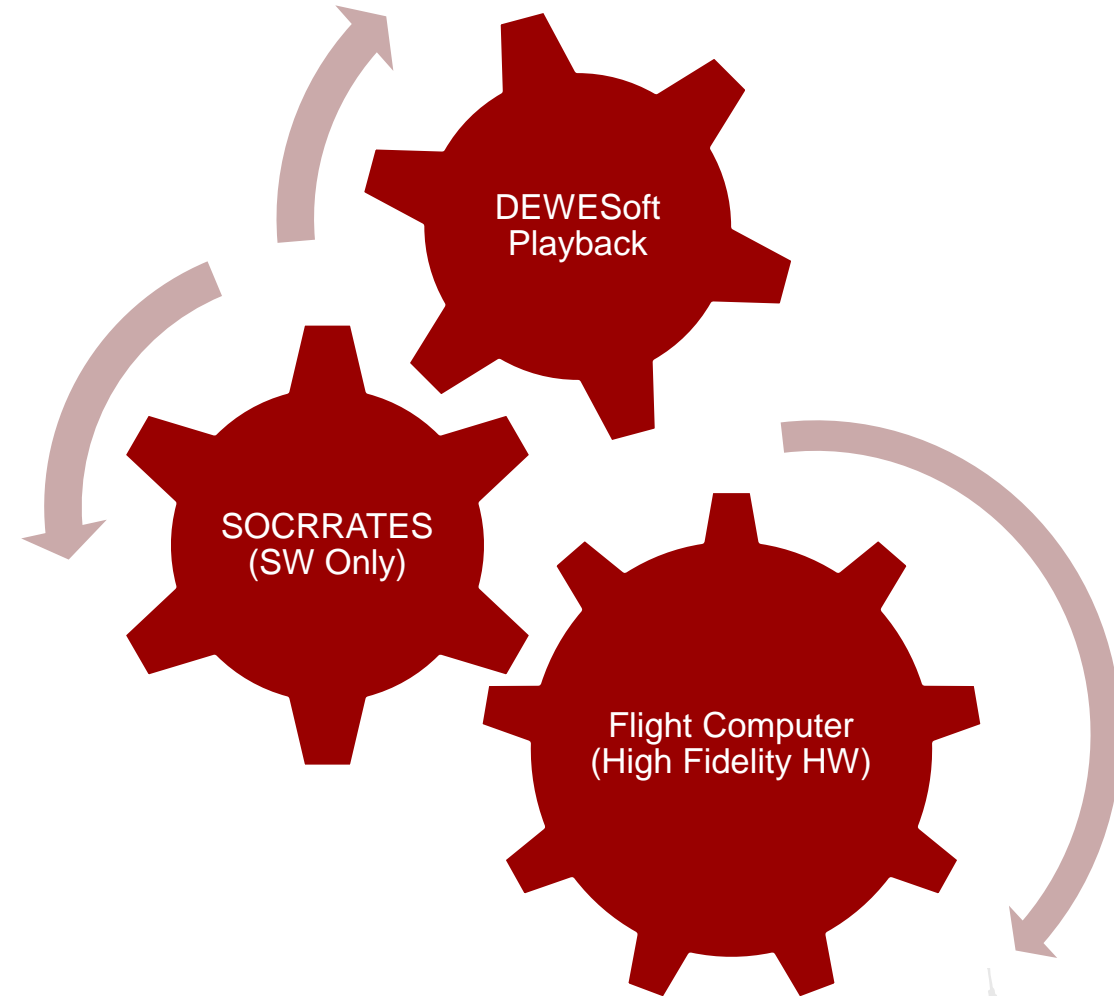 DEWESoft
Playback
SOCRRATES
(SW Only)
Flight Computer
(High Fidelity HW)